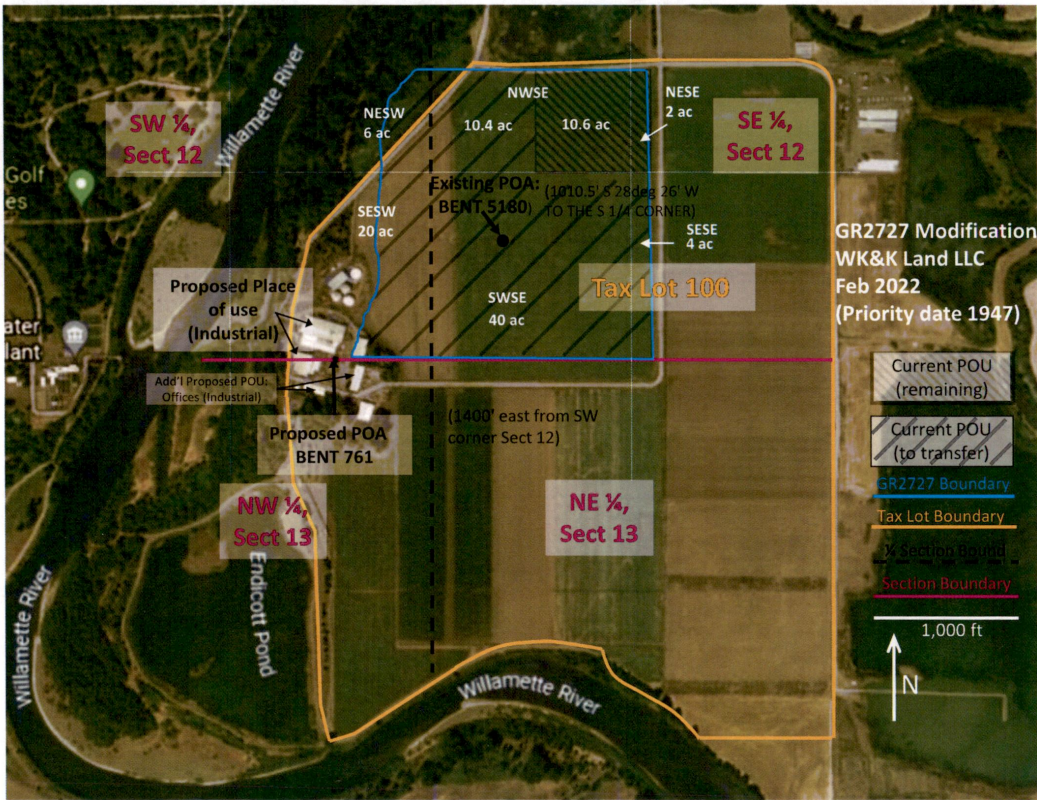 Willamette River
SW ¼,
Sect 12
Golf
es
NESW
6 ac
NWSE
10.4 ac
10.6 ac
NESE
2 ac
SE ¼,
Sect 12
Existing POA:
BENT 5180
(1010.5' S 28deg 26' W
TO THE S 1/4 CORNER)
SESW
20 ac
SESE
4 ac
GR2727 Modification
WK&K Land LLC
Feb 2022
(Priority date 1947)
Proposed Place
of use
(Industrial)
Tax Lot 100
SWSE
40 ac
ater
lant
Add'l Proposed POU:
Offices (Industrial)
Current POU
(remaining)
Proposed POA
BENT 761
(1400' east from SW
corner Sect 12)
Current POU
(to transfer)
GR2727 Boundary
NW ¼,
Sect 13
NE ¼,
Sect 13
Tax Lot Boundary
¼ Section Bound
Section Boundary
1,000 ft
Endicott Pond
Willamette River
Willamette River
N